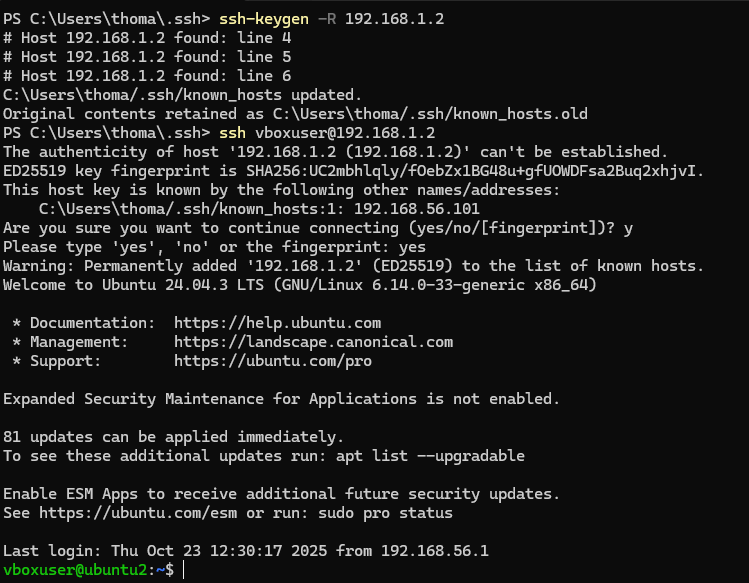 PS C:\Users\thoma\.ssh> ssh-keygen -R 192.168.1.2
# Host 192.168.1.2 found: line 4
# Host 192.168.1.2 found: line 5
# Host 192.168.1.2 found: line 6
C:\Users\thoma/.ssh/known_hosts updated.
Original contents retained as C:\Users\thoma/.ssh/known_hosts.old
PS C:\Users\thoma\.ssh> ssh vboxuser@192.168.1.2
The authenticity of host '192.168.1.2 (192.168.1.2)' can't be established.
ED25519 key fingerprint is SHA256:UC2mbhlqly/fOebZx1BG48u+gfUOWDFsa2Buq2xhjvI.
This host key is known by the following other names/addresses:
    C:\Users\thoma/.ssh/known_hosts:1: 192.168.56.101
Are you sure you want to continue connecting (yes/no/[fingerprint])? y
Please type 'yes', 'no' or the fingerprint: yes
Warning: Permanently added '192.168.1.2' (ED25519) to the list of known hosts.
Welcome to Ubuntu 24.04.3 LTS (GNU/Linux 6.14.0-33-generic x86_64)

 * Documentation:  https://help.ubuntu.com
 * Management:     https://landscape.canonical.com
 * Support:        https://ubuntu.com/pro

Expanded Security Maintenance for Applications is not enabled.

81 updates can be applied immediately.
To see these additional updates run: apt list --upgradable

Enable ESM Apps to receive additional future security updates.
See https://ubuntu.com/esm or run: sudo pro status

Last login: Thu Oct 23 12:30:17 2025 from 192.168.56.1
vboxuser@ubuntu2:~$